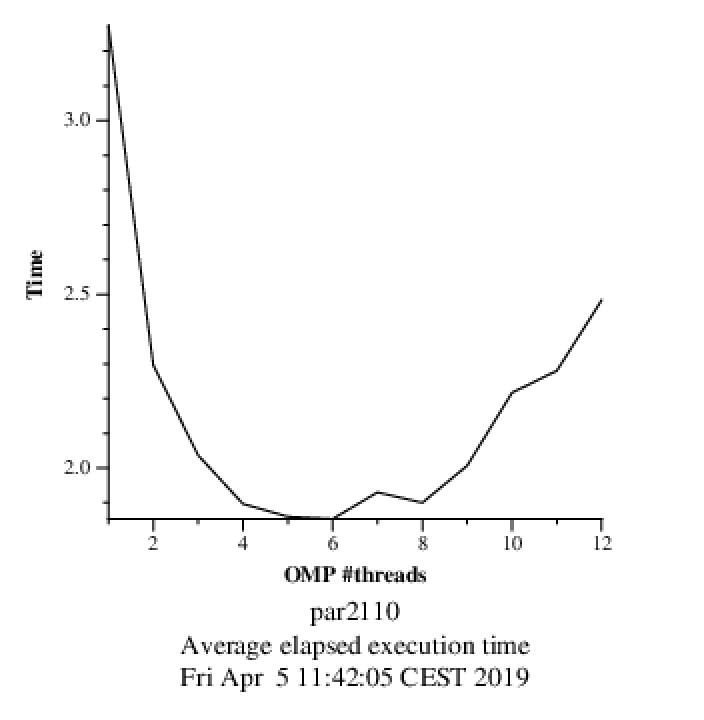 3.0
2.5
2.0
Time
2 4 6 8 10 12
OMP #threads
par2110
Average elapsed execution time
Fri Apr  5 11:42:05 CEST 2019